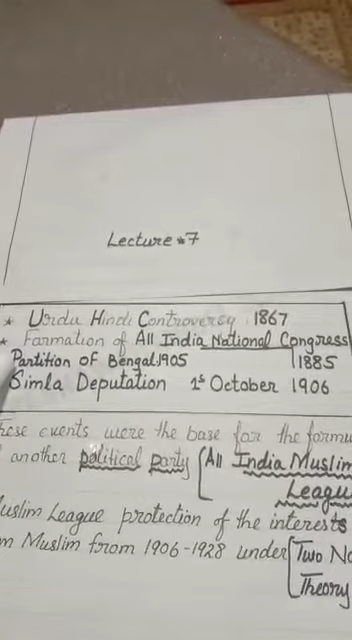 Lecture *7
* Urdu Hindi Controversy 1867
* Formation of All India National Congress
1885
Partition of Bengal 1905
Simla Deputation 1st October 1906
these events were the base for the formu
another political party (All India Muslim
League
Muslim League protection of the interests
m Muslim from 1906-1928 under Two Na
Theory